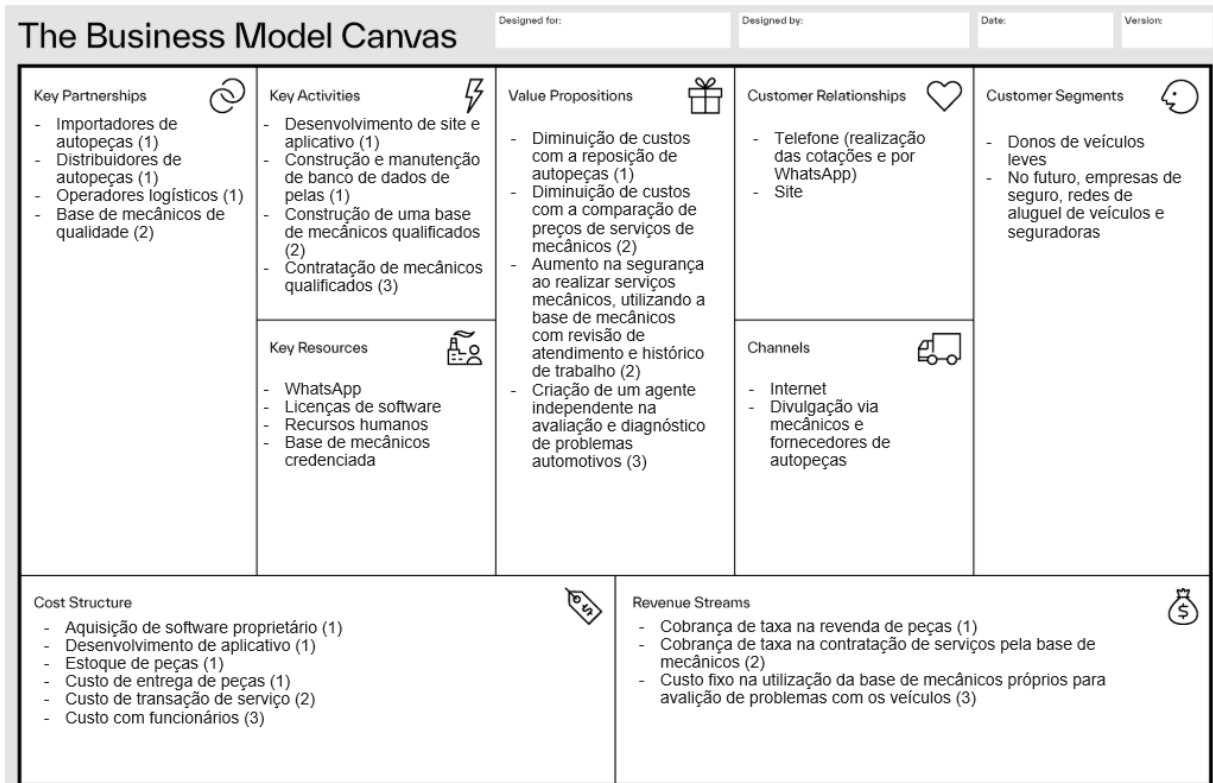 The Business Model Canvas
Designed for:
Designed by:
Date:
Version:
Key Partnerships
- Importadores de
autopeças (1)
- Distribuidores de
autopeças (1)
- Operadores logísticos (1)
- Base de mecânicos de
qualidade (2)
Key Activities
- Desenvolvimento de site e
aplicativo (1)
- Construção e manutenção
de banco de dados de
pelas (1)
- Construção de uma base
de mecânicos qualificados
(2)
- Contratação de mecânicos
qualificados (3)
Key Resources
- WhatsApp
- Licenças de software
- Recursos humanos
- Base de mecânicos
credenciada
Value Propositions
- Diminuição de custos
com a reposição de
autopeças (1)
- Diminuição de custos
com a comparação de
preços de serviços de
mecânicos (2)
- Aumento na segurança
ao realizar serviços
mecânicos, utilizando a
base de mecânicos
com revisão de
atendimento e histórico
de trabalho (2)
- Criação de um agente
independente na
avaliação e diagnóstico
de problemas
automotivos (3)
Customer Relationships
- Telefone (realização
das cotações e por
WhatsApp)
- Site
Channels
- Internet
- Divulgação via
mecânicos e
fornecedores de
autopeças
Customer Segments
- Donos de veículos
leves
- No futuro, empresas de
seguro, redes de
aluguel de veículos e
seguradoras
Cost Structure
- Aquisição de software proprietário (1)
- Desenvolvimento de aplicativo (1)
- Estoque de peças (1)
- Custo de entrega de peças (1)
- Custo de transação de serviço (2)
- Custo com funcionários (3)
Revenue Streams
- Cobrança de taxa na revenda de peças (1)
- Cobrança de taxa na contratação de serviços pela base de
mecânicos (2)
- Custo fixo na utilização da base de mecânicos próprios para
avalição de problemas com os veículos (3)